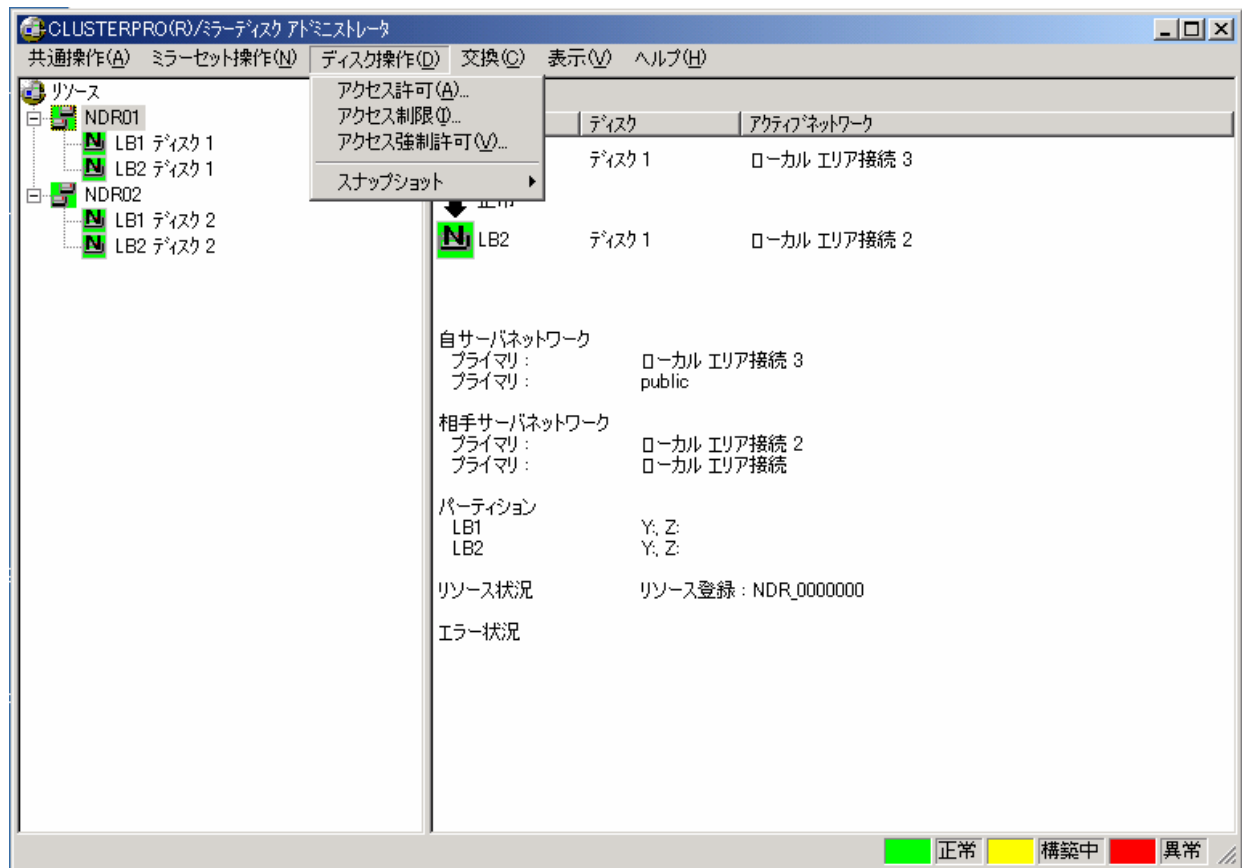 CLUSTERPRO(R)/ミラーディスク アドミニストレータ
共通操作(A) ミラーセット操作(N) ディスク操作(D) 交換(C) 表示(V) ヘルプ(H)
アクセス許可(A)...
アクセス制限(I)...
アクセス強制許可(V)...
スナップショット
リソース
NDR01
LB1 ディスク 1
LB2 ディスク 1
NDR02
LB1 ディスク 2
LB2 ディスク 2
ディスク アクティブネットワーク
ディスク 1 ローカル エリア接続 3
正常
LB2 ディスク 1 ローカル エリア接続 2
自サーバネットワーク
プライマリ : ローカル エリア接続 3
プライマリ : public
相手サーバネットワーク
プライマリ : ローカル エリア接続 2
プライマリ : ローカル エリア接続
パーティション
LB1 Y:, Z:
LB2 Y:, Z:
リソース状況 リソース登録 : NDR_0000000
エラー状況
正常 構築中 異常